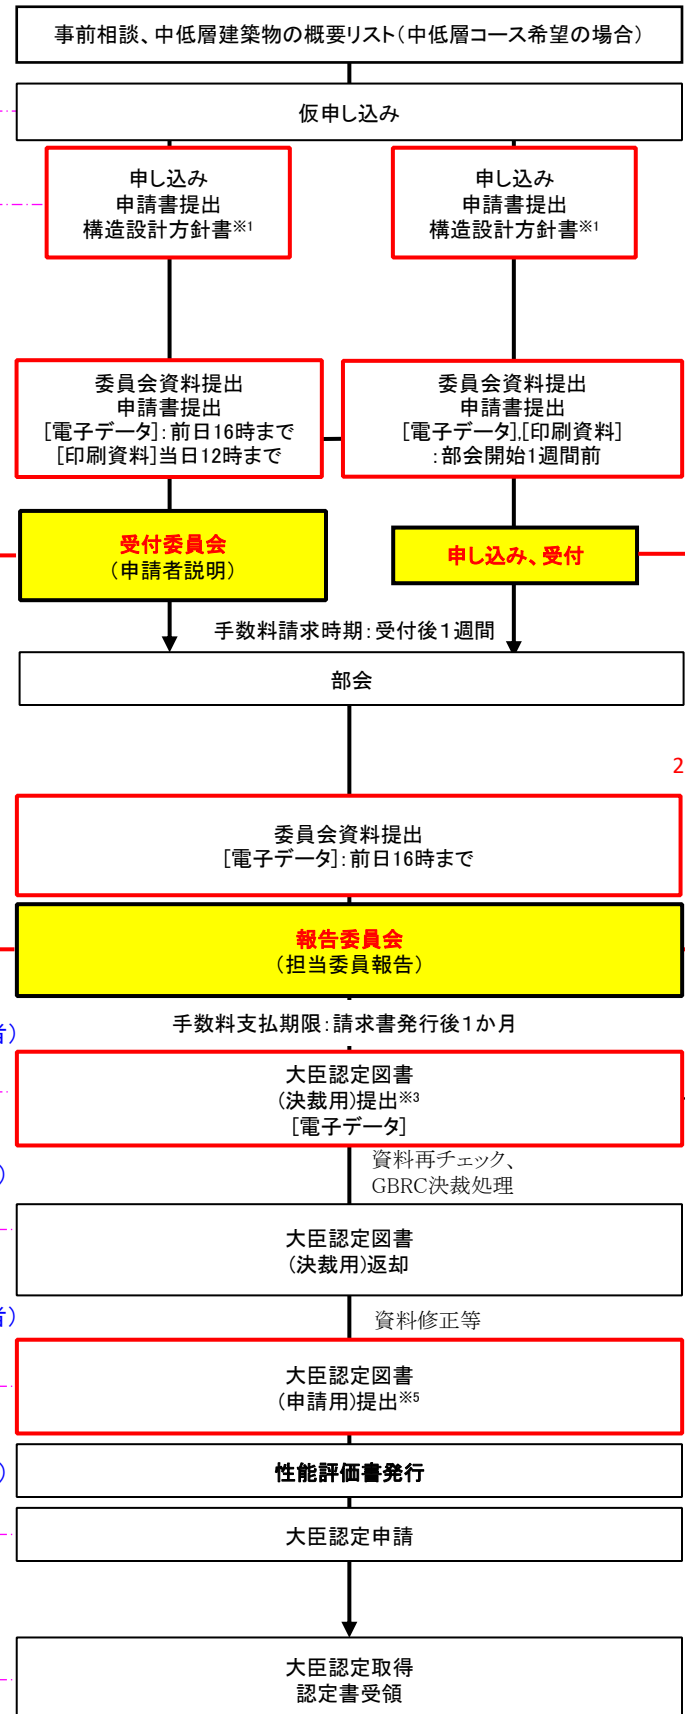 事前相談、中低層建築物の概要リスト(中低層コース希望の場合)
仮申し込み
申し込み
申請書提出
構造設計方針書※1
申し込み
申請書提出
構造設計方針書※1
委員会資料提出
申請書提出
[電子データ]:前日16時まで
[印刷資料]当日12時まで
委員会資料提出
申請書提出
[電子データ],[印刷資料]
:部会開始1週間前
受付委員会
(申請者説明)
申し込み、受付
手数料請求時期:受付後1週間
部会
2
委員会資料提出
[電子データ]:前日16時まで
報告委員会
(担当委員報告)
手数料支払期限:請求書発行後1か月
者)
大臣認定図書
(決裁用)提出※3
[電子データ]
資料再チェック、
GBRC決裁処理
)
大臣認定図書
(決裁用)返却
者)
資料修正等
大臣認定図書
(申請用)提出※5
)
性能評価書発行
大臣認定申請
大臣認定取得
認定書受領